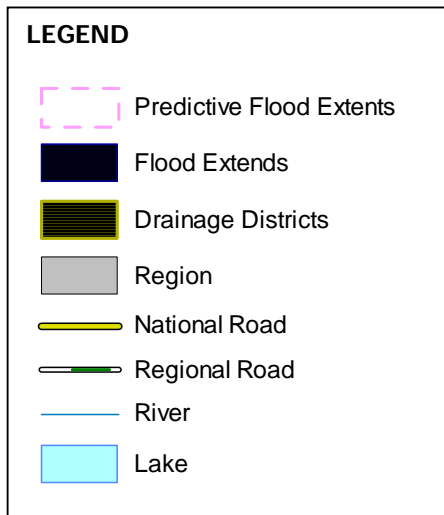 LEGEND
Predictive Flood Extents
Flood Extends
Drainage Districts
Region
National Road
Regional Road
River
Lake